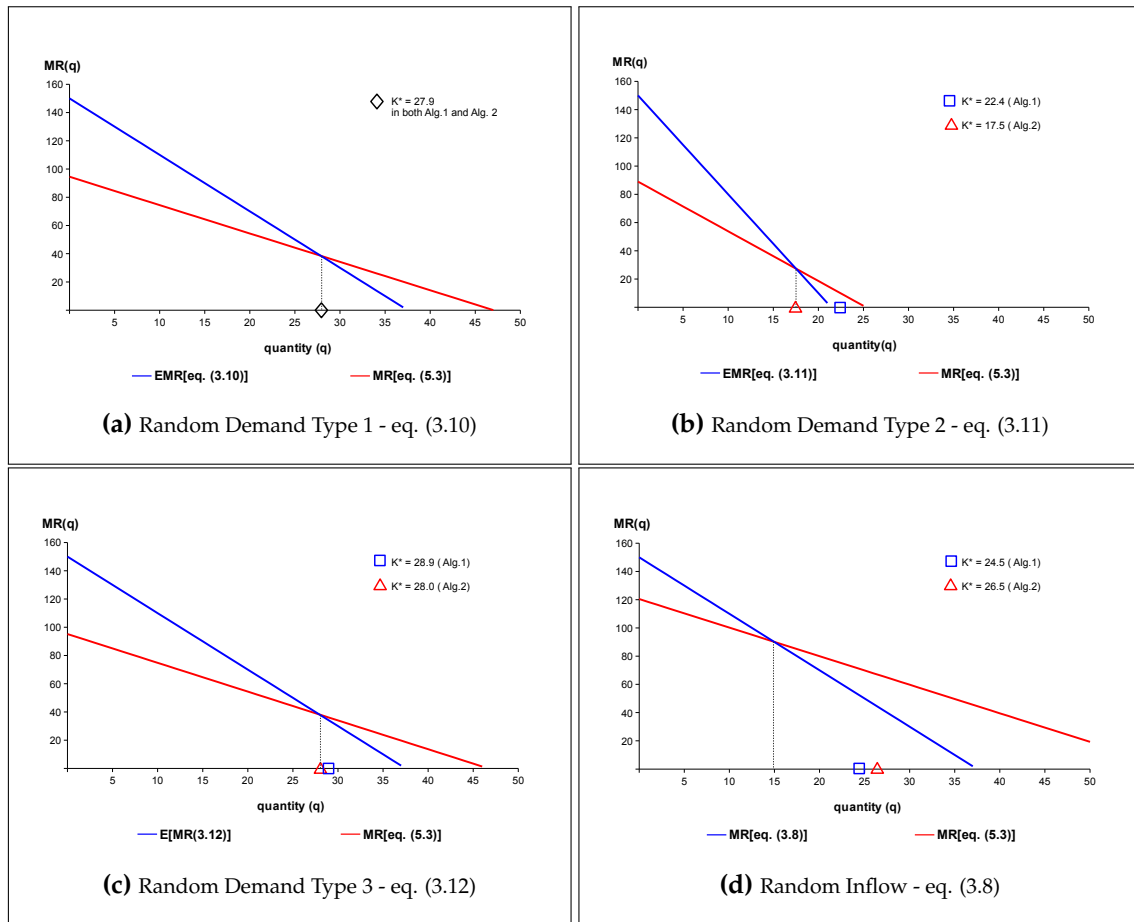 MR(q)
160
140
120
100
80
60
40
20
5 10 15 20 25 30 35 40 45 50
quantity (q)
K* = 27.9
in both Alg.1 and Alg. 2
EMR[eq. (3.10)] MR[eq. (5.3)]
(a) Random Demand Type 1 - eq. (3.10)
MR(q)
160
140
120
100
80
60
40
20
5 10 15 20 25 30 35 40 45 50
quantity(q)
K* = 22.4 ( Alg.1)
K* = 17.5 (Alg.2)
EMR[eq. (3.11)] MR[eq. (5.3)]
(b) Random Demand Type 2 - eq. (3.11)
MR(q)
160
140
120
100
80
60
40
20
5 10 15 20 25 30 35 40 45 50
quantity (q)
K* = 28.9 ( Alg.1)
K* = 28.0 ( Alg.2)
E[MR(3.12)] MR[eq. (5.3)]
(c) Random Demand Type 3 - eq. (3.12)
MR(q)
160
140
120
100
80
60
40
20
5 10 15 20 25 30 35 40 45 50
quantity (q)
K* = 24.5 ( Alg.1)
K* = 26.5 ( Alg.2)
MR[eq. (3.8)] MR[eq. (5.3)]
(d) Random Inflow - eq. (3.8)